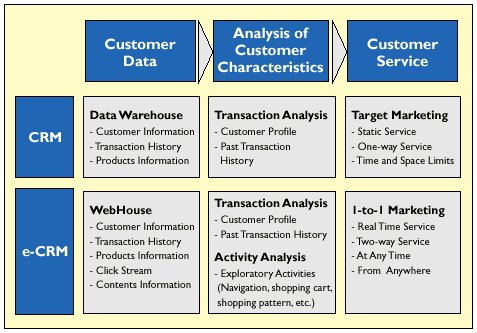 Customer
Data
Analysis of
Customer
Characteristics
Customer
Service
CRM
Data Warehouse
- Customer Information
- Transaction History
- Products Information
Transaction Analysis
- Customer Profile
- Past Transaction
History
Target Marketing
- Static Service
- One-way Service
- Time and Space Limits
e-CRM
WebHouse
- Customer Information
- Transaction History
- Products Information
- Click Stream
- Contents Information
Transaction Analysis
- Customer Profile
- Past Transaction History
Activity Analysis
- Exploratory Activities
(Navigation, shopping cart,
shopping pattern, etc.)
1-to-1 Marketing
- Real Time Service
- Two-way Service
- At Any Time
- From Anywhere